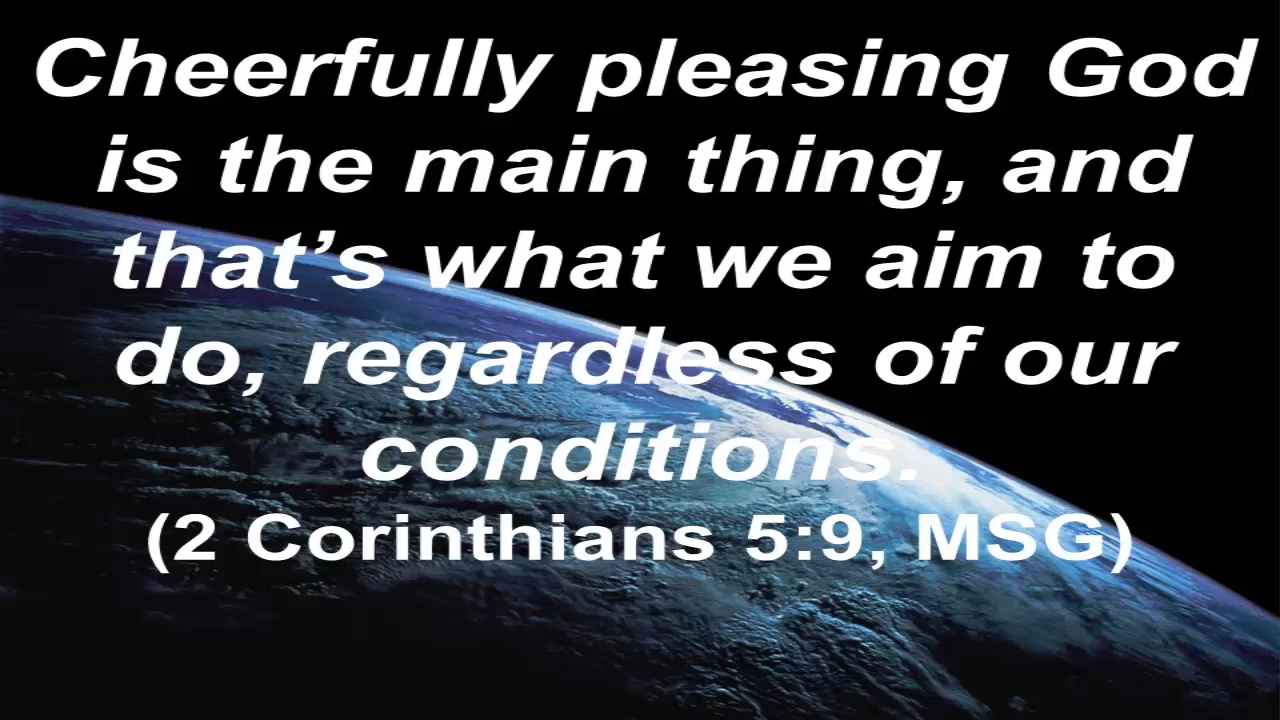 Cheerfully pleasing God
is the main thing, and
that’s what we aim to
do, regardless of our
conditions.
(2 Corinthians 5:9, MSG)